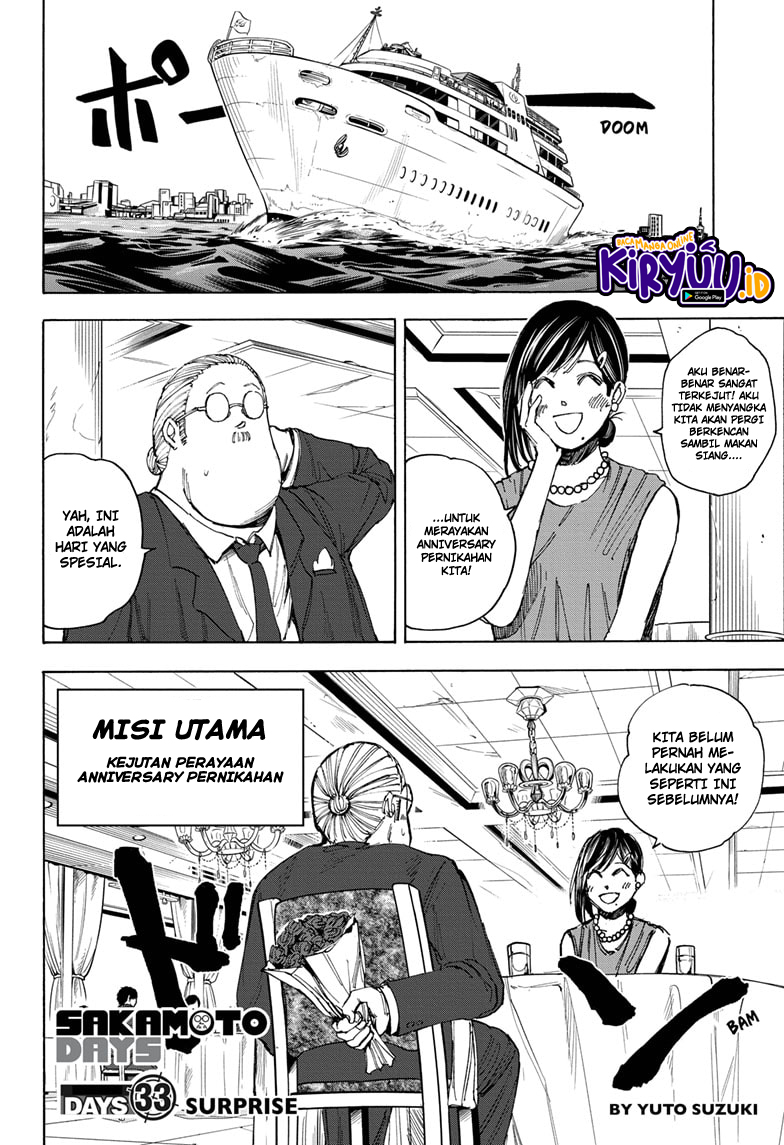 ポー
DOOM
BACA MANGA ONLINE
KIRYUU.ID
GET IT ON
Google Play
AKU BENAR-
BENAR SANGAT
TERKEJUT! AKU
TIDAK MENYANGKA
KITA AKAN PERGI
BERKENCAN
SAMBIL MAKAN
SIANG....
...UNTUK
MERAYAKAN
ANNIVERSARY
PERNIKAHAN
KITA!
YAH, INI
ADALAH
HARI YANG
SPESIAL.
MISI UTAMA
KEJUTAN PERAYAAN
ANNIVERSARY PERNIKAHAN
KITA BELUM
PERNAH ME-
LAKUKAN YANG
SEPERTI INI
SEBELUMNYA!
ドン
BAM
SAKAMOTO
DAYS
DAYS 33 SURPRISE
BY YUTO SUZUKI